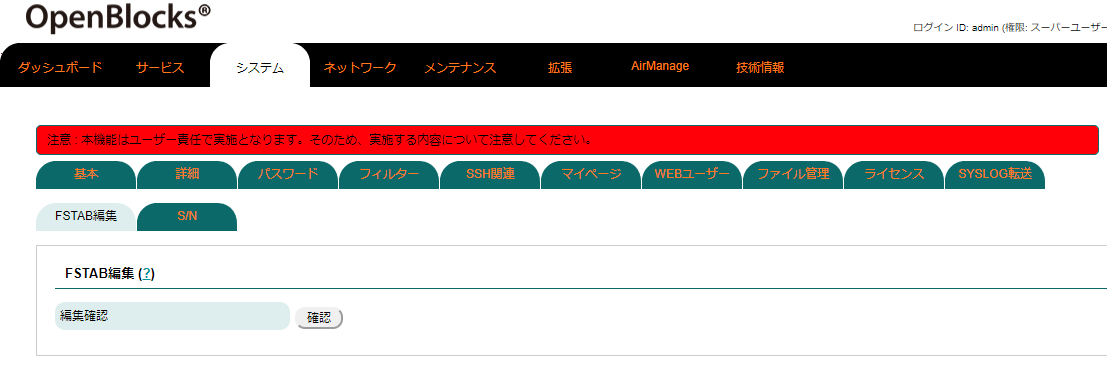 OpenBlocks®
ログイン ID: admin (権限: スーパーユーザー
ダッシュボード サービス システム ネットワーク メンテナンス 拡張 AirManage 技術情報
注意 : 本機能はユーザー責任で実施となります。そのため、実施する内容について注意してください。
基本 詳細 パスワード フィルター SSH関連 マイページ WEBユーザー ファイル管理 ライセンス SYSLOG転送
FSTAB編集 S/N
FSTAB編集 (?)
編集確認 確認